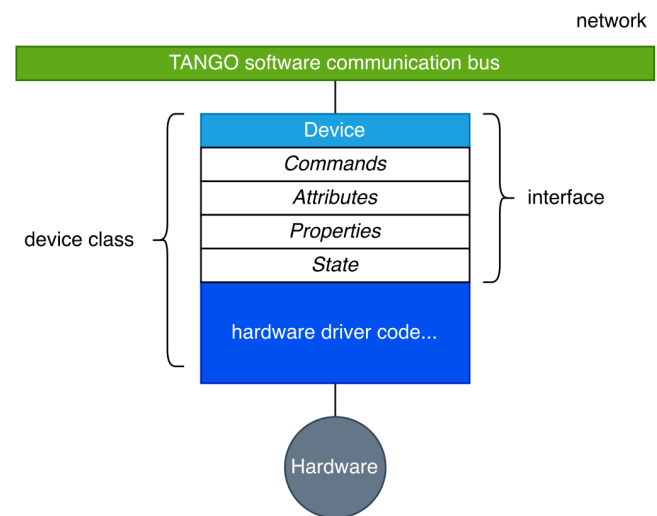 network
TANGO software communication bus
Device
Commands
Attributes
interface
Properties
device class
State
hardware driver code...
Hardware